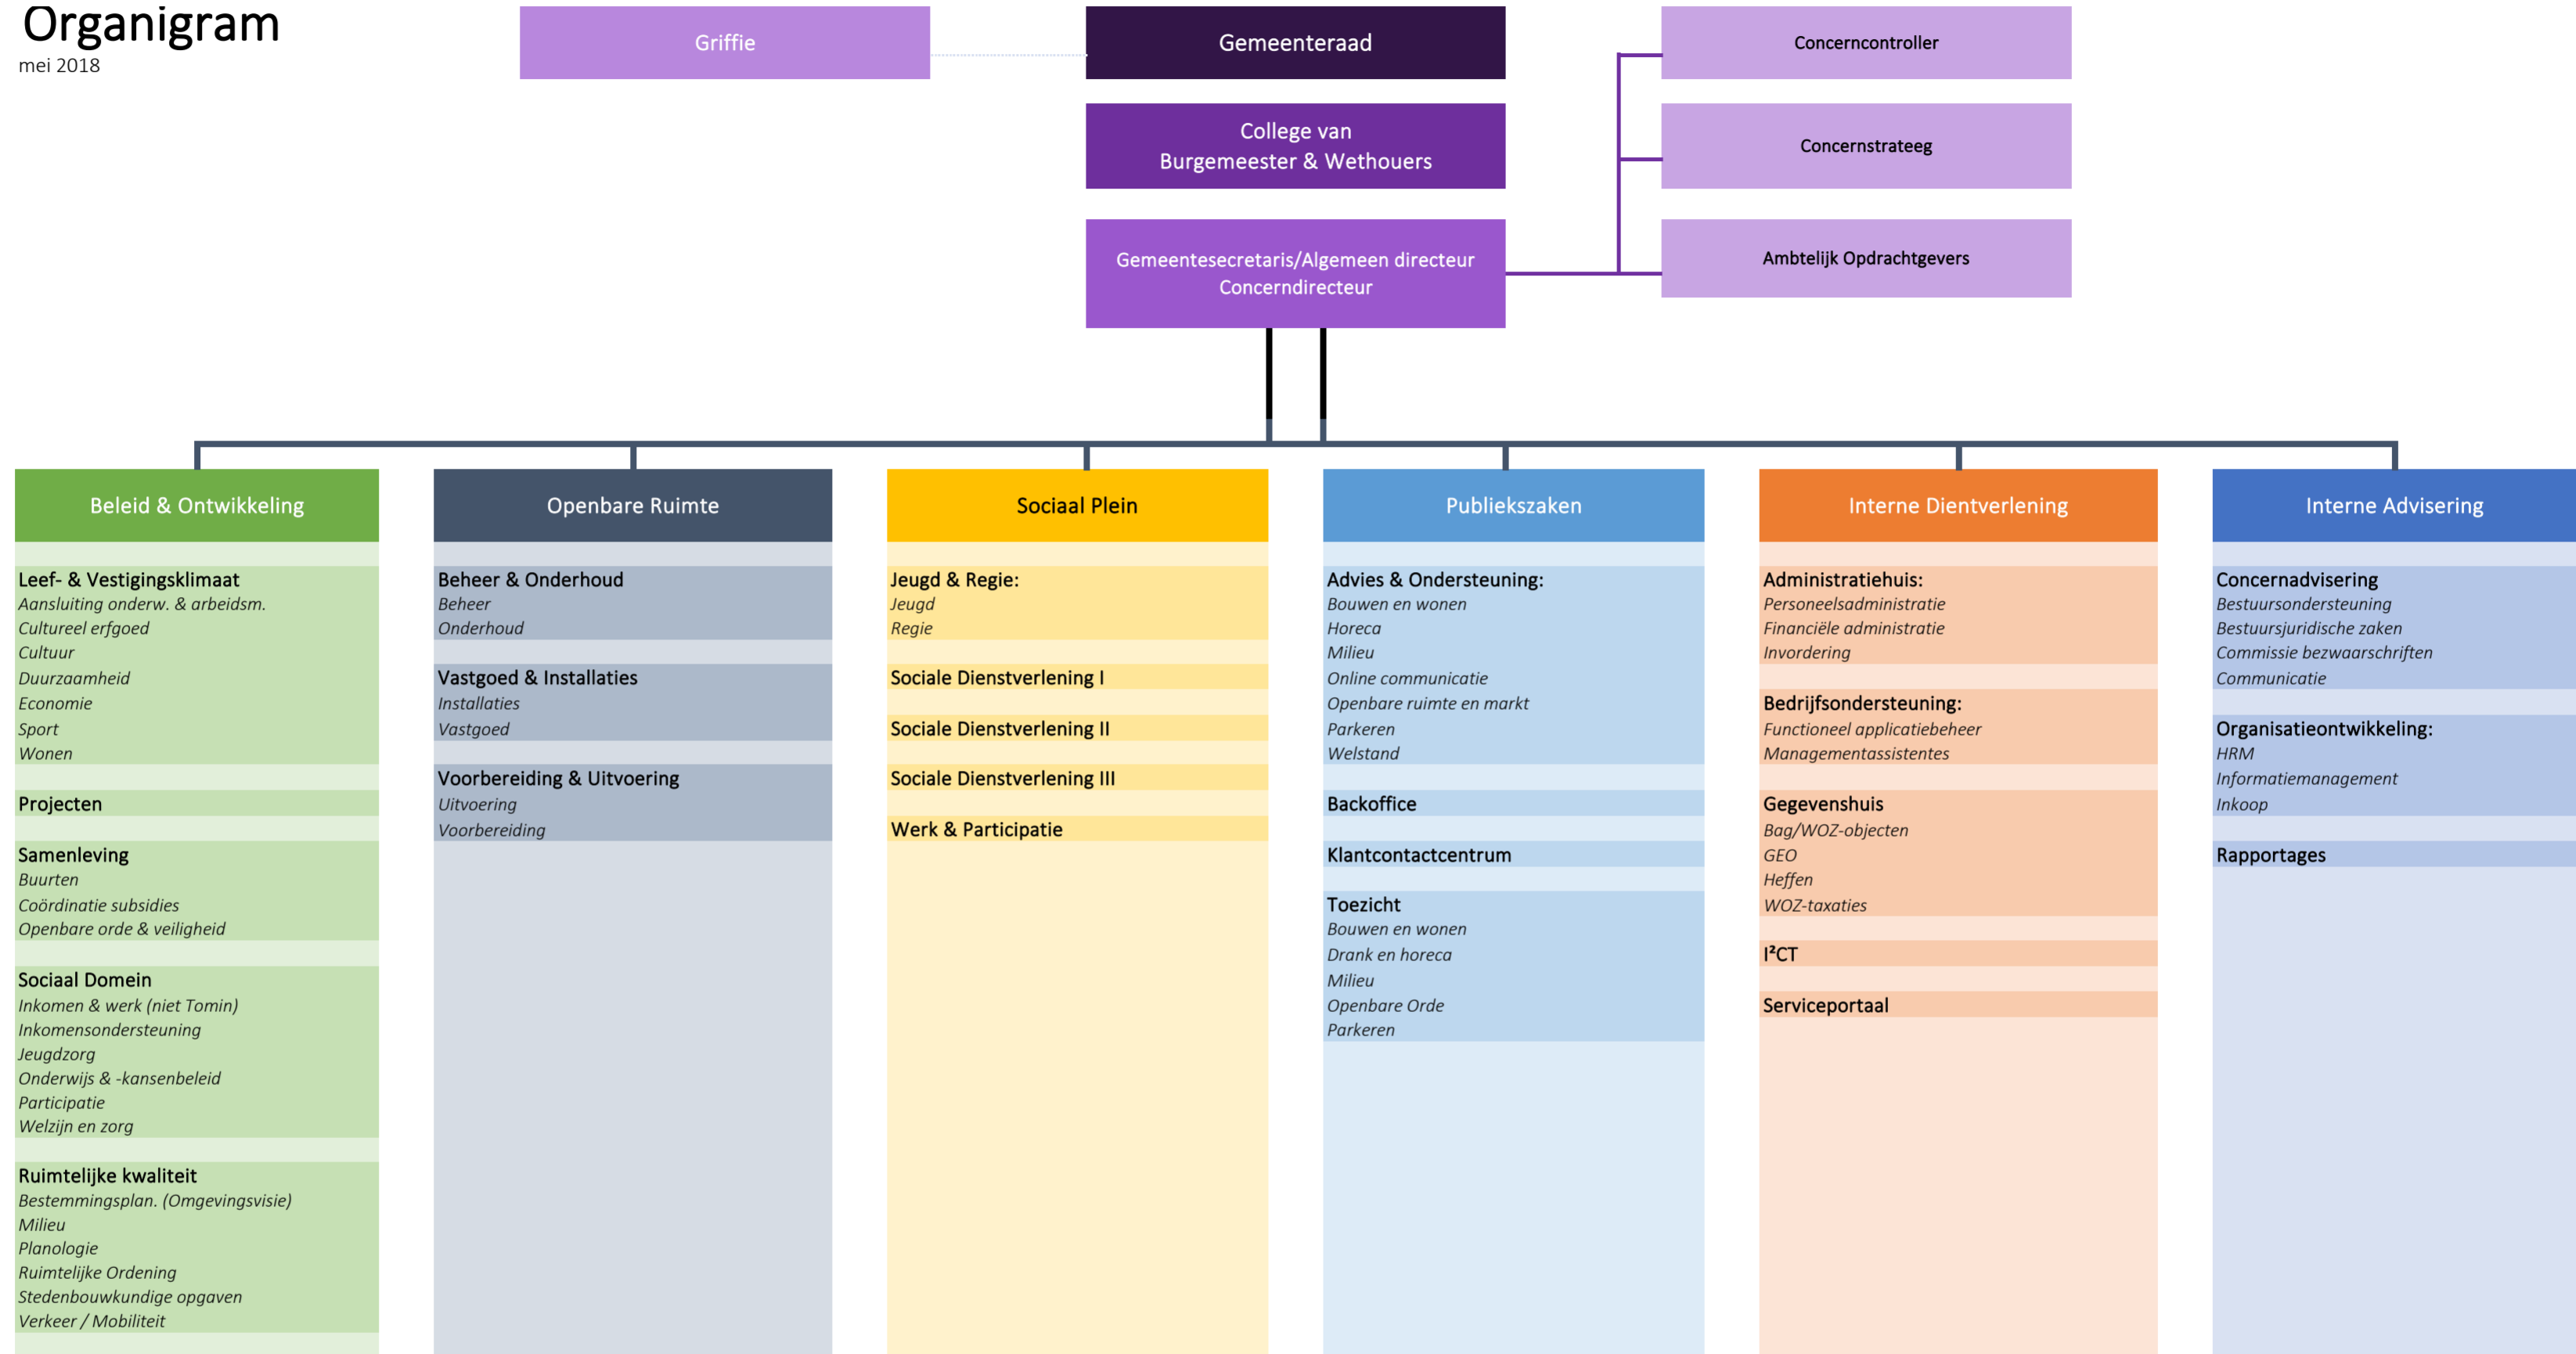 Organigram
mei 2018
Griffie
Gemeenteraad
Concerncontroller
College van
Burgemeester & Wethouers
Concernstrateeg
Gemeentesecretaris/Algemeen directeur
Concerndirecteur
Ambtelijk Opdrachtgevers
Beleid & Ontwikkeling
Leef- & Vestigingsklimaat
Aansluiting onderw. & arbeidsm.
Cultureel erfgoed
Cultuur
Duurzaamheid
Economie
Sport
Wonen
Projecten
Samenleving
Buurten
Coördinatie subsidies
Openbare orde & veiligheid
Sociaal Domein
Inkomen & werk (niet Tomin)
Inkomensondersteuning
Jeugdzorg
Onderwijs & -kansenbeleid
Participatie
Welzijn en zorg
Ruimtelijke kwaliteit
Bestemmingsplan. (Omgevingsvisie)
Milieu
Planologie
Ruimtelijke Ordening
Stedenbouwkundige opgaven
Verkeer / Mobiliteit
Openbare Ruimte
Beheer & Onderhoud
Beheer
Onderhoud
Vastgoed & Installaties
Installaties
Vastgoed
Voorbereiding & Uitvoering
Uitvoering
Voorbereiding
Sociaal Plein
Jeugd & Regie:
Jeugd
Regie
Sociale Dienstverlening I
Sociale Dienstverlening II
Sociale Dienstverlening III
Werk & Participatie
Publiekszaken
Advies & Ondersteuning:
Bouwen en wonen
Horeca
Milieu
Online communicatie
Openbare ruimte en markt
Parkeren
Welstand
Backoffice
Klantcontactcentrum
Toezicht
Bouwen en wonen
Drank en horeca
Milieu
Openbare Orde
Parkeren
Interne Dientverlening
Administratiehuis:
Personeelsadministratie
Financiële administratie
Invordering
Bedrijfsondersteuning:
Functioneel applicatiebeheer
Managementassistentes
Gegevenshuis
Bag/WOZ-objecten
GEO
Heffen
WOZ-taxaties
I²CT
Serviceportaal
Interne Advisering
Concernadvisering
Bestuursondersteuning
Bestuursjuridische zaken
Commissie bezwaarschriften
Communicatie
Organisatieontwikkeling:
HRM
Informatiemanagement
Inkoop
Rapportages